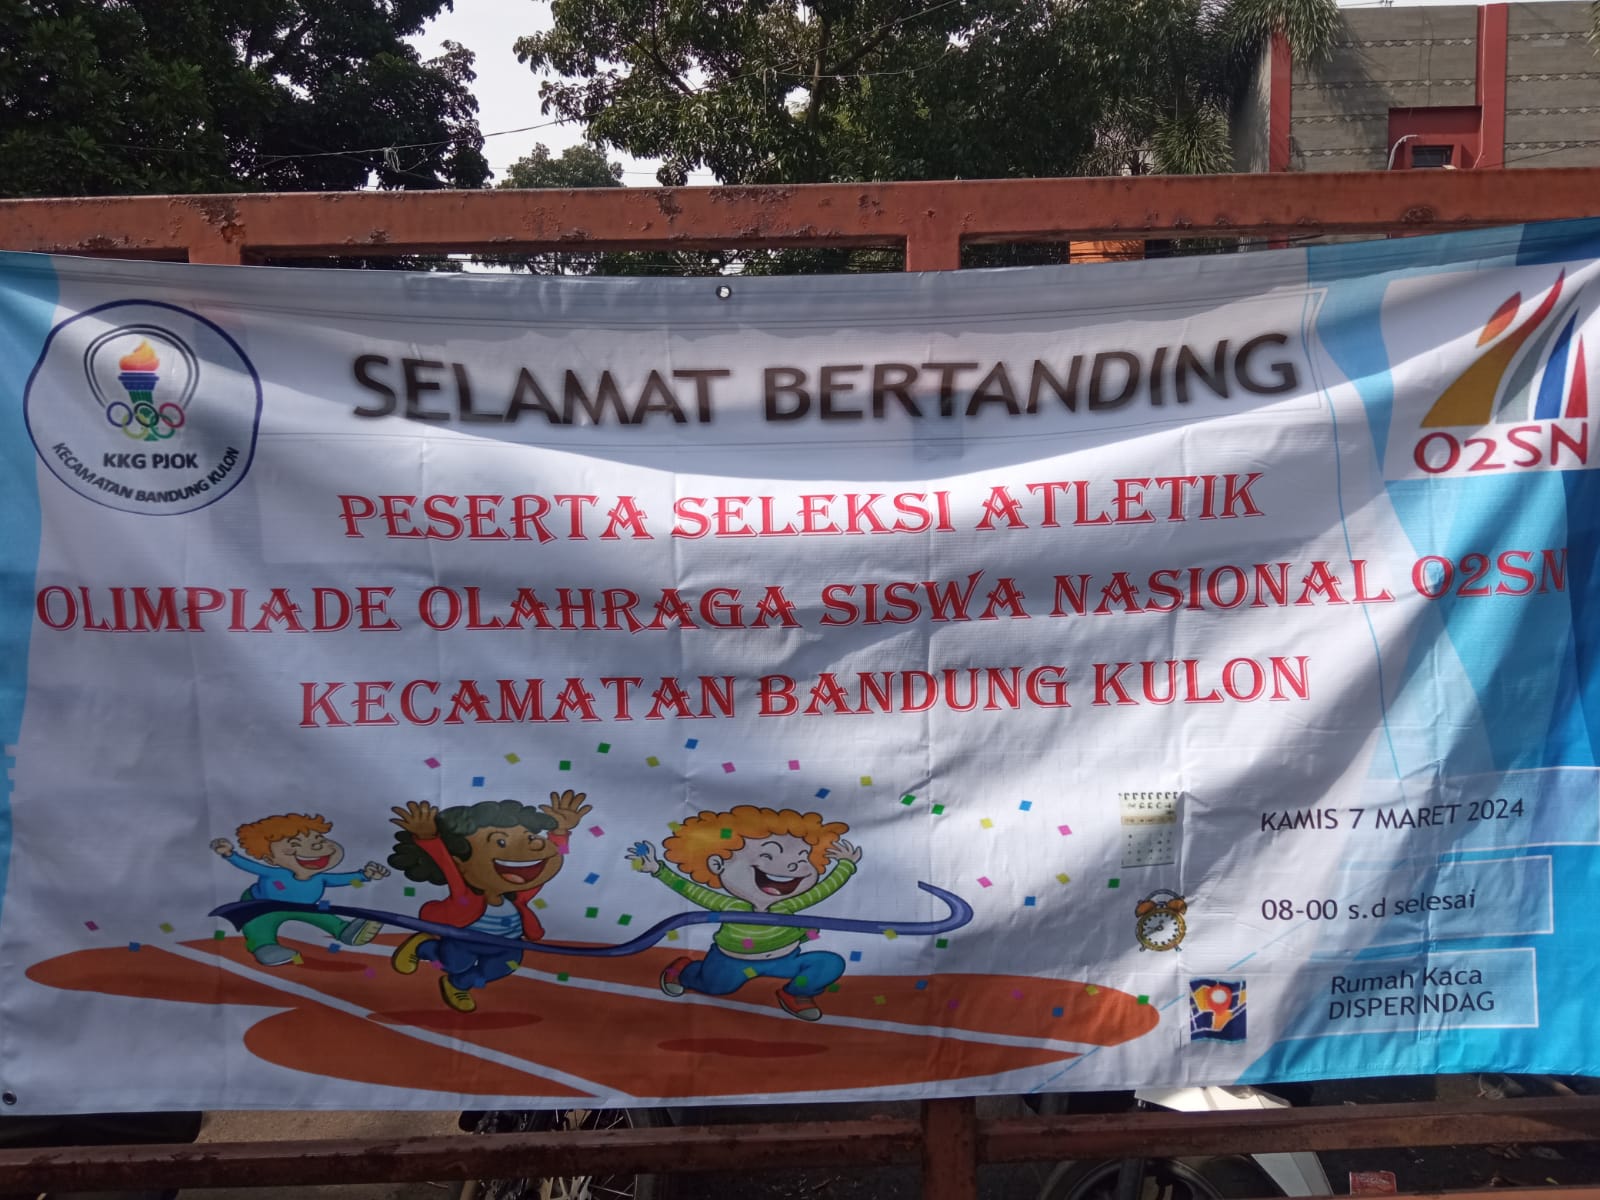 SELAMAT BERTANDING
KKG PJOK
KECAMATAN BANDUNG KULON
O2SN
PESERTA SELEKSI ATLETIK
OLIMPIADE OLAHRAGA SISWA NASIONAL O2SN
KECAMATAN BANDUNG KULON
KAMIS 7 MARET 2024
08-00 s.d selesai
Rumah Kaca
DISPERINDAG